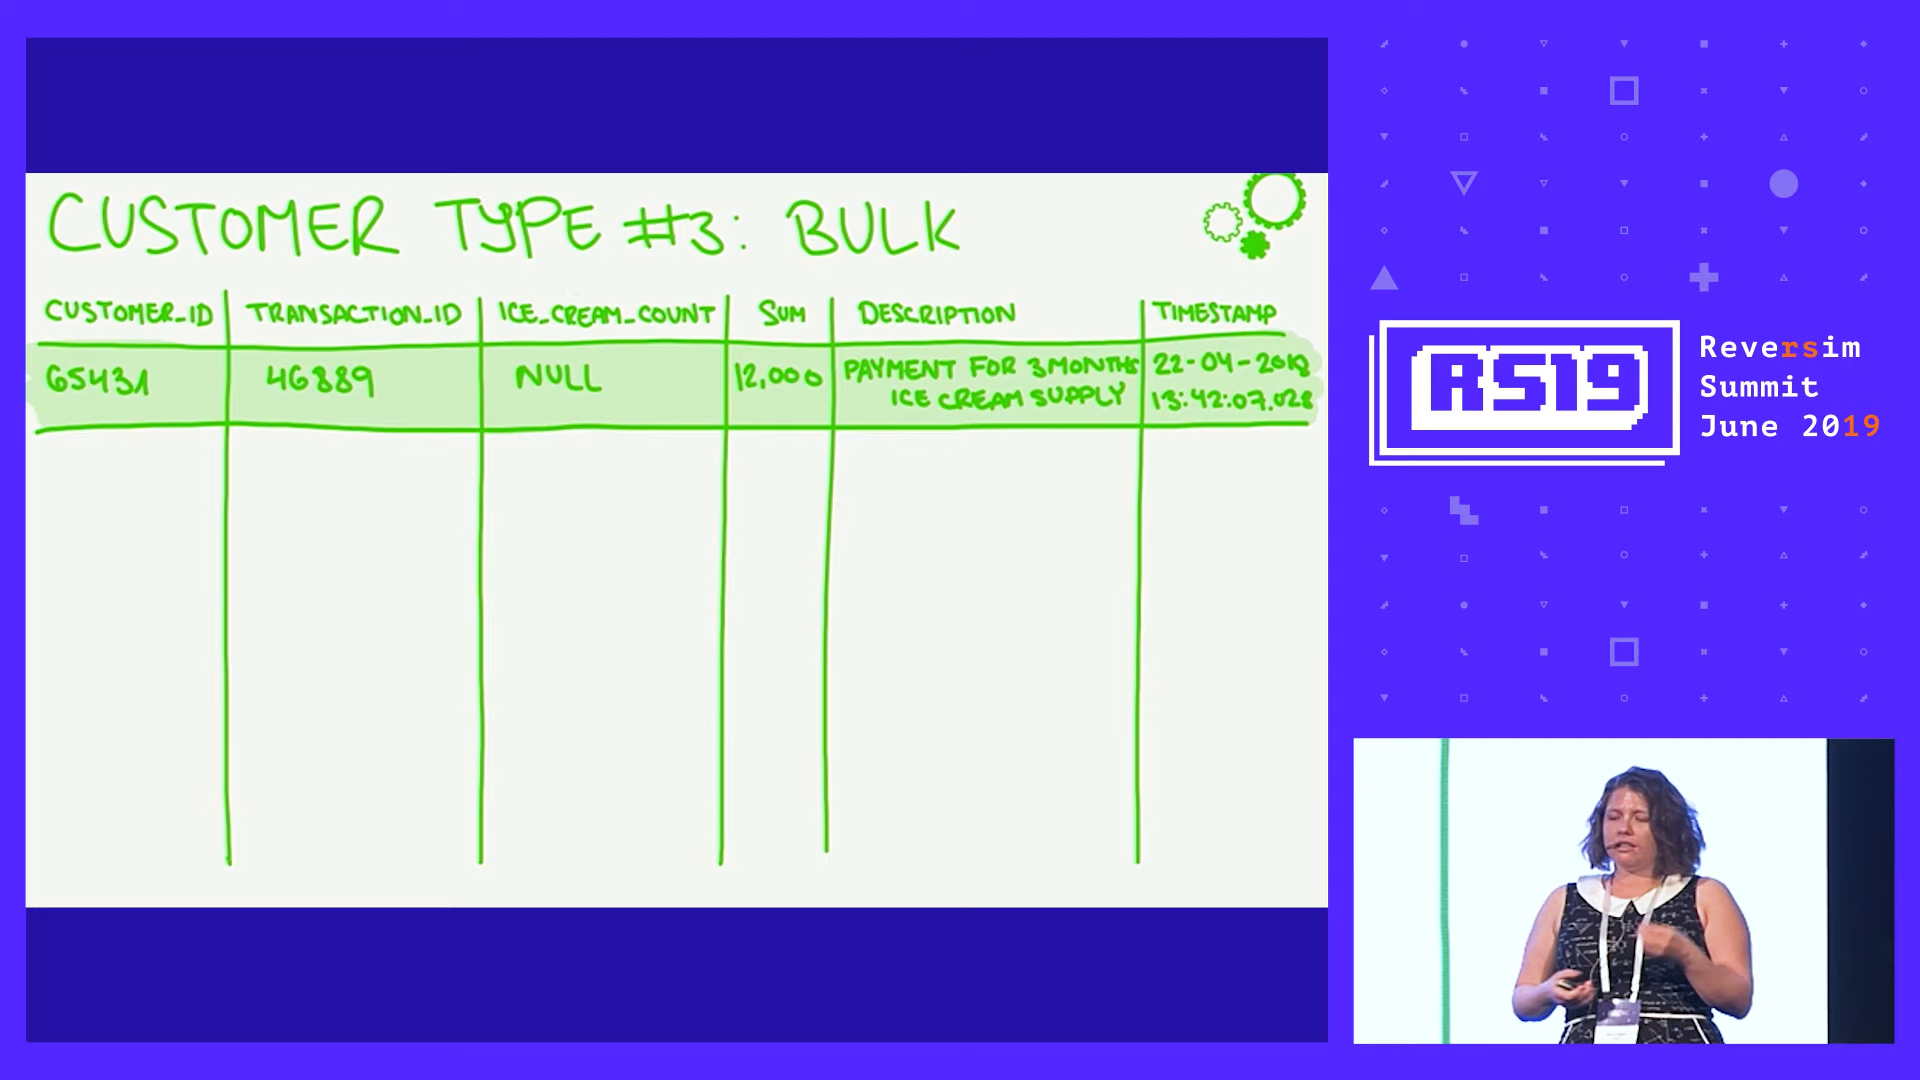 CUSTOMER TYPE #3: BULK
CUSTOMER_ID TRANSACTION_ID ICE_CREAM_COUNT SUM DESCRIPTION TIMESTAMP
65431 46889 NULL 12,000 PAYMENT FOR 3 MONTHS 22-04-2018
ICE CREAM SUPPLY 13:42:07.028
RS19
Reversim
Summit
June 2019